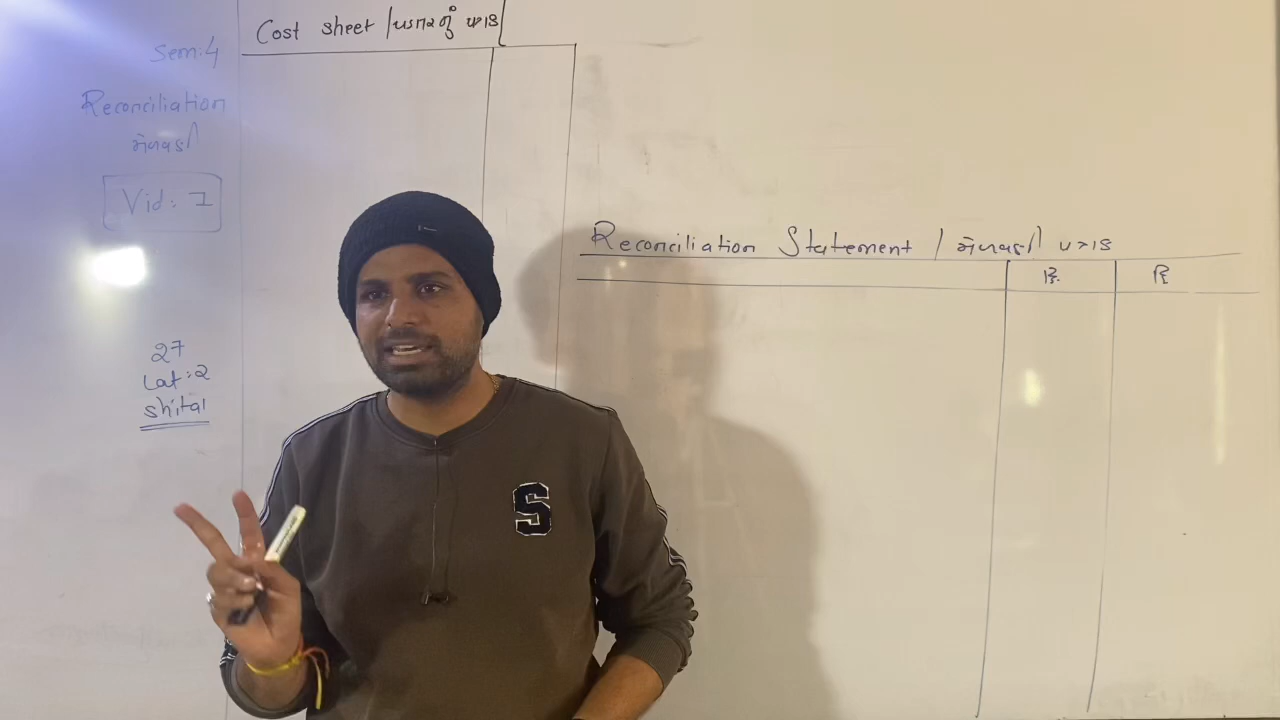 Sem:4
Reconciliation
મેળવણી
Vid: 1
27
Lat:2
shital
Cost sheet / પડતરનું પત્રક
Reconciliation Statement / મેળવણી પત્રક
રૂ. રૂ.
S